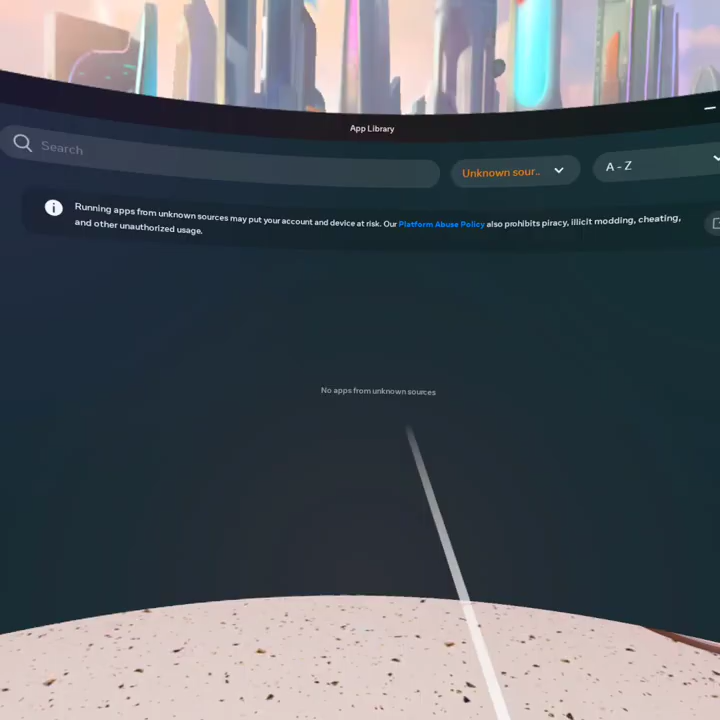 App Library
Search
Unknown sour..
A - Z
Running apps from unknown sources may put your account and device at risk. Our Platform Abuse Policy also prohibits piracy, illicit modding, cheating,
and other unauthorized usage.
No apps from unknown sources